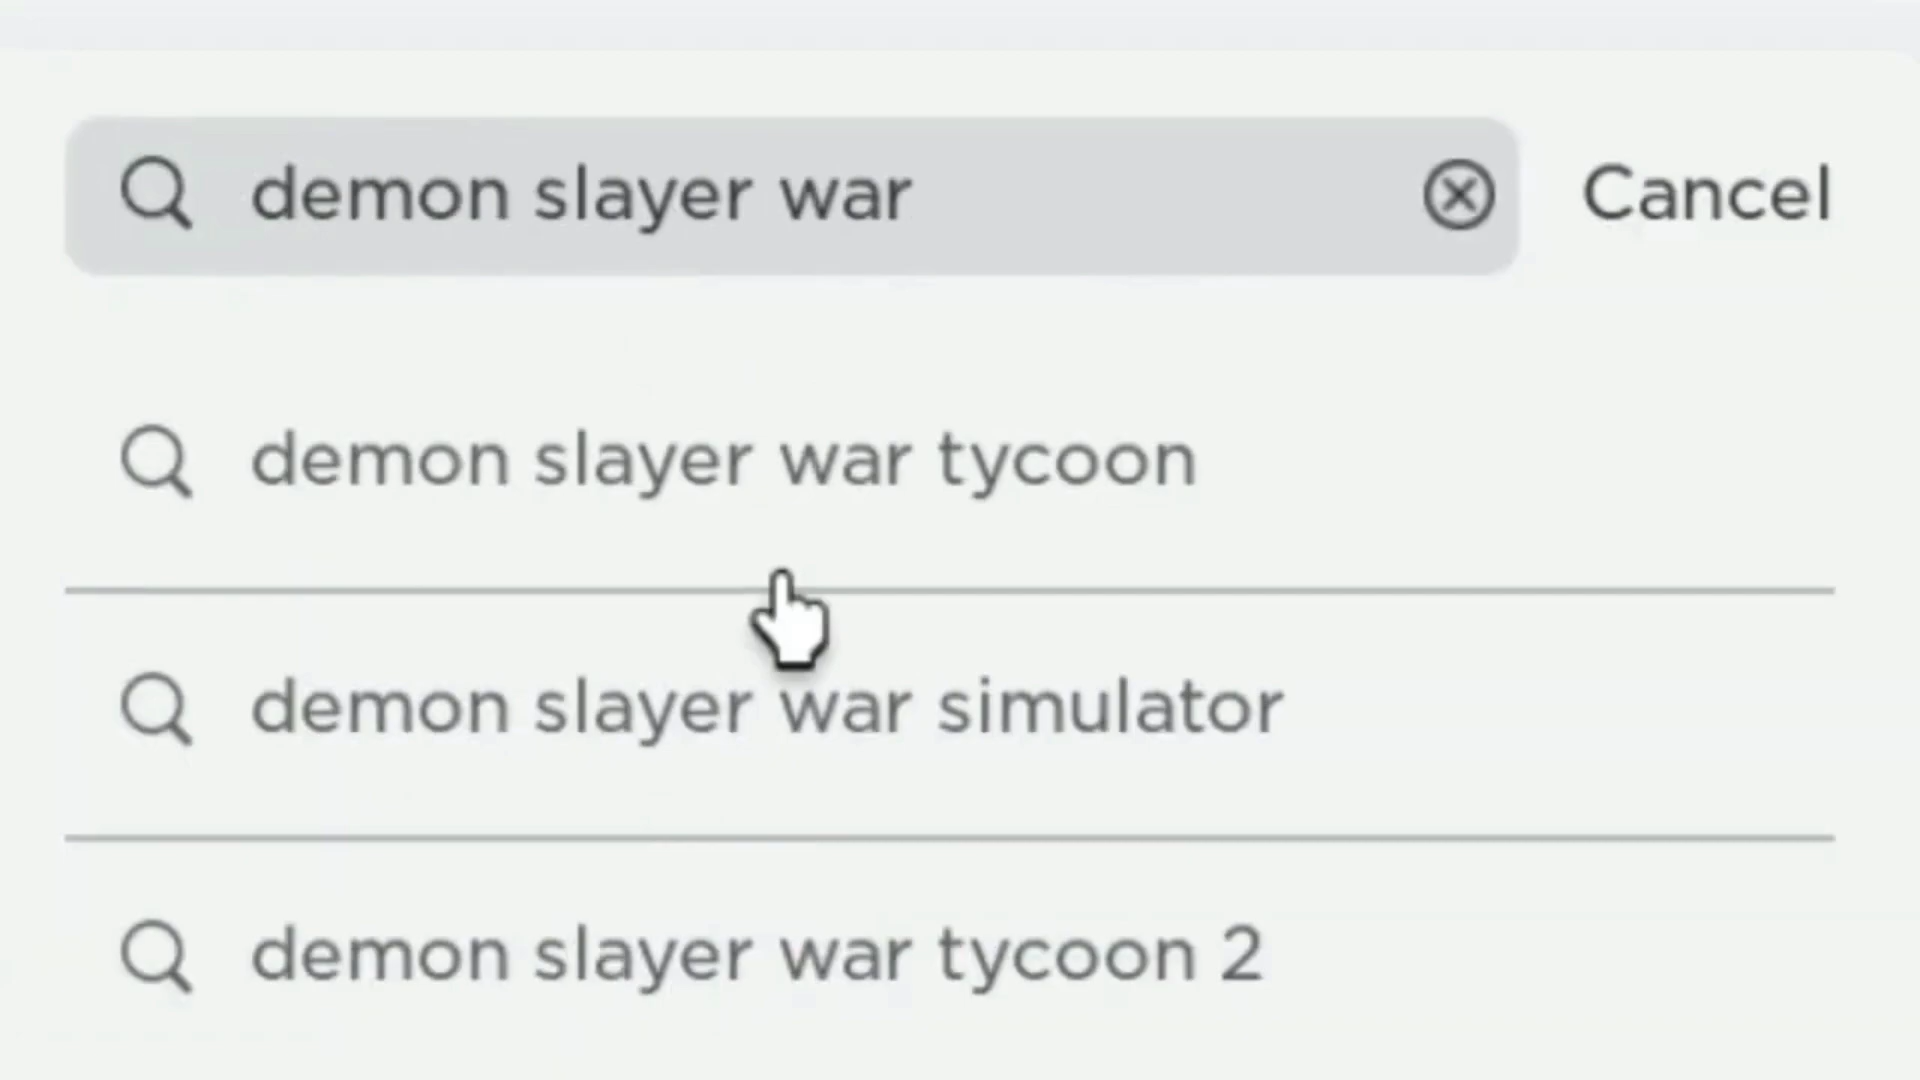 demon slayer war
Cancel
demon slayer war tycoon
demon slayer war simulator
demon slayer war tycoon 2